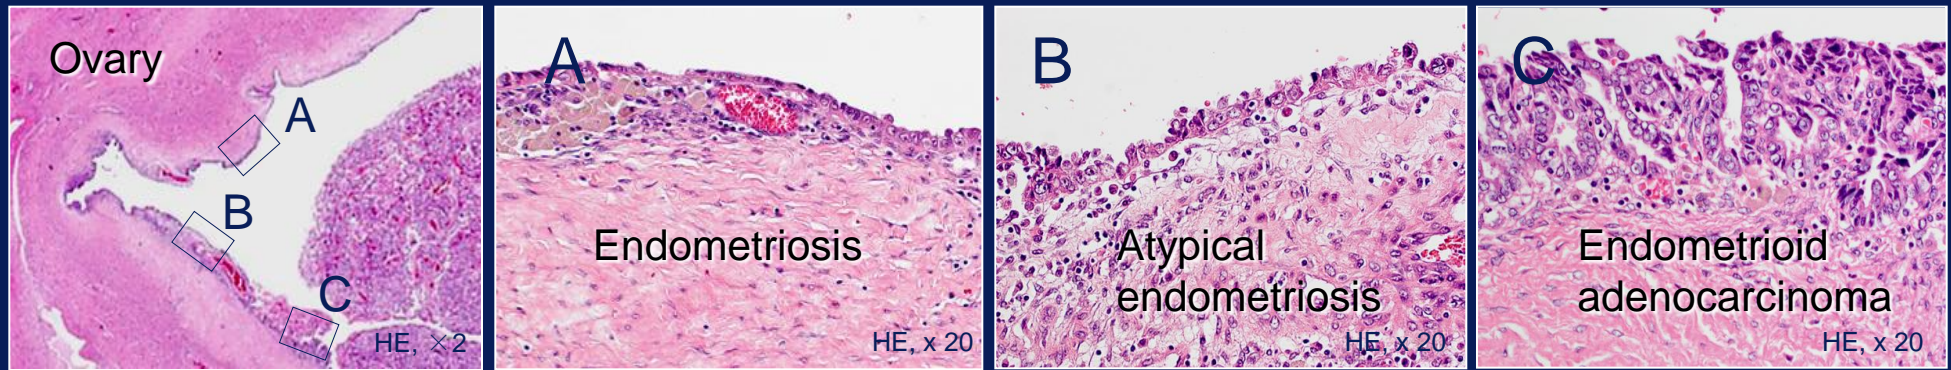 Ovary
A
B
C
HE, ×2
A
Endometriosis
HE, x 20
B
Atypical
endometriosis
HE, x 20
C
Endometrioid
adenocarcinoma
HE, x 20